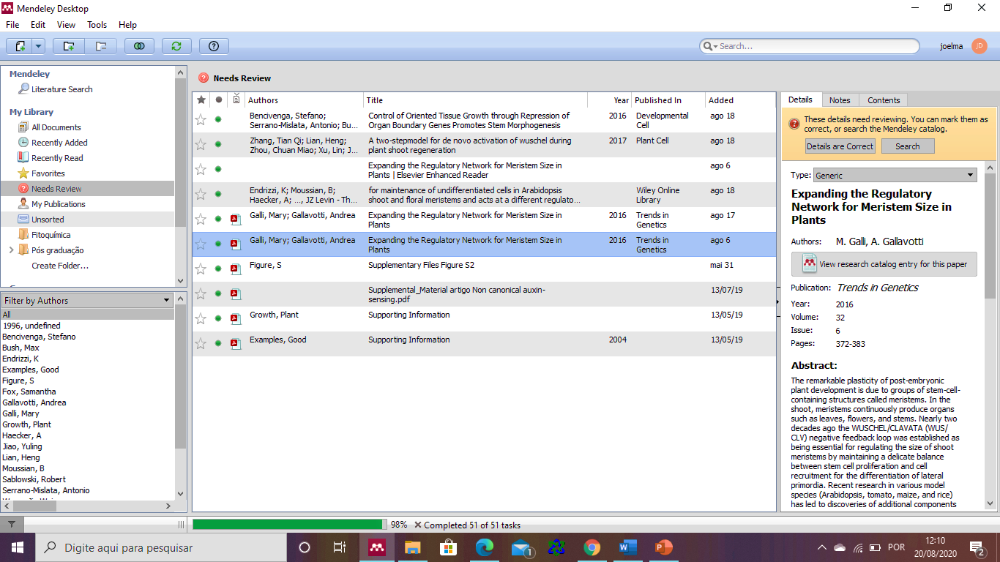 Mendeley Desktop
File Edit View Tools Help
Search...
joelma
JD
Mendeley
Literature Search
My Library
All Documents
Recently Added
Recently Read
Favorites
Needs Review
My Publications
Unsorted
Fitoquímica
Pós graduação
Create Folder...
Filter by Authors
All
1996, undefined
Bencivenga, Stefano
Bush, Max
Endrizzi, K
Examples, Good
Figure, S
Fox, Samantha
Gallavotti, Andrea
Galli, Mary
Growth, Plant
Haecker, A
Jiao, Yuling
Lian, Heng
Moussian, B
Sablowski, Robert
Serrano-Mislata, Antonio
Needs Review
Authors Title Year Published In Added
Bencivenga, Stefano; Control of Oriented Tissue Growth through Repression of 2016 Developmental ago 18
Serrano-Mislata, Antonio; Bu... Organ Boundary Genes Promotes Stem Morphogenesis Cell
Zhang, Tian Qi; Lian, Heng; A two-stepmodel for de novo activation of wuschel during 2017 Plant Cell ago 18
Zhou, Chuan Miao; Xu, Lin; J... plant shoot regeneration
Expanding the Regulatory Network for Meristem Size in ago 6
Plants | Elsevier Enhanced Reader
Endrizzi, K; Moussian, B; for maintenance of undifferentiated cells in Arabidopsis Wiley Online ago 18
Haecker, A; ..., JZ Levin - Th... shoot and floral meristems and acts at a different regulato... Library
Galli, Mary; Gallavotti, Andrea Expanding the Regulatory Network for Meristem Size in 2016 Trends in ago 17
Plants Genetics
Galli, Mary; Gallavotti, Andrea Expanding the Regulatory Network for Meristem Size in 2016 Trends in ago 6
Plants Genetics
Figure, S Supplementary Files Figure S2 mai 31
Supplemental_Material artigo Non canonical auxin- 13/07/19
sensing.pdf
Growth, Plant Supporting Information 13/05/19
Examples, Good Supporting Information 2004 13/05/19
Details Notes Contents
These details need reviewing. You can mark them as
correct, or search the Mendeley catalog.
Details are Correct Search
Type: Generic
Expanding the Regulatory
Network for Meristem Size in
Plants
Authors: M. Galli, A. Gallavotti
View research catalog entry for this paper
Publication: Trends in Genetics
Year: 2016
Volume: 32
Issue: 6
Pages: 372-383
Abstract:
The remarkable plasticity of post-embryonic
plant development is due to groups of stem-cell-
containing structures called meristems. In the
shoot, meristems continuously produce organs
such as leaves, flowers, and stems. Nearly two
decades ago the WUSCHEL/CLAVATA (WUS/
CLV) negative feedback loop was established as
being essential for regulating the size of shoot
meristems by maintaining a delicate balance
between stem cell proliferation and cell
recruitment for the differentiation of lateral
primordia. Recent research in various model
species (Arabidopsis, tomato, maize, and rice)
has led to discoveries of additional components
98% Completed 51 of 51 tasks
Digite aqui para pesquisar
1
POR
12:10
20/08/2020
2